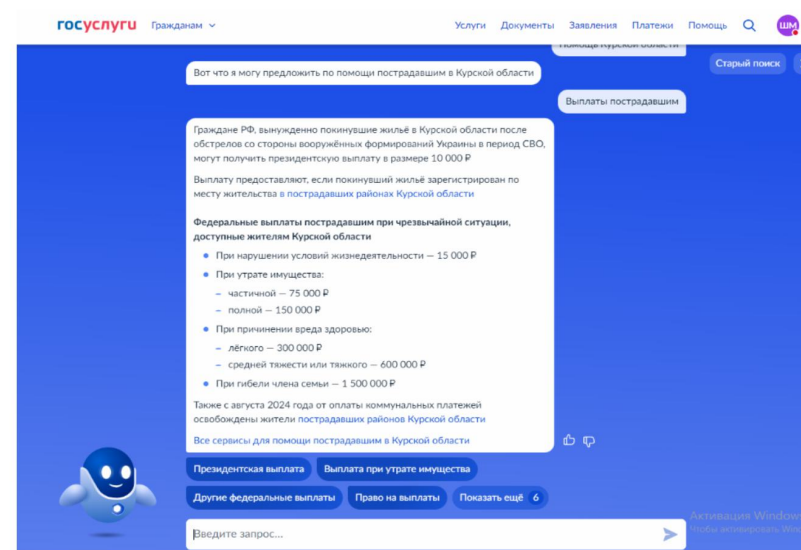 госуслуги Гражданам Услуги Документы Заявления Платежи Помощь ШМ
Помощь Курской области
Старый поиск
Вот что я могу предложить по помощи пострадавшим в Курской области
Выплаты пострадавшим
Граждане РФ, вынужденно покинувшие жильё в Курской области после
обстрелов со стороны вооружённых формирований Украины в период СВО,
могут получить президентскую выплату в размере 10 000 ₽
Выплату предоставляют, если покинувший жильё зарегистрирован по
месту жительства в пострадавших районах Курской области
Федеральные выплаты пострадавшим при чрезвычайной ситуации,
доступные жителям Курской области
• При нарушении условий жизнедеятельности — 15 000 ₽
• При утрате имущества:
– частичной — 75 000 ₽
– полной — 150 000 ₽
• При причинении вреда здоровью:
– лёгкого — 300 000 ₽
– средней тяжести или тяжкого — 600 000 ₽
• При гибели члена семьи — 1 500 000 ₽
Также с августа 2024 года от оплаты коммунальных платежей
освобождены жители пострадавших районов Курской области
Все сервисы для помощи пострадавшим в Курской области
Президентская выплата Выплата при утрате имущества
Другие федеральные выплаты Право на выплаты Показать ещё 6
Активация Windows
Введите запрос...
Чтобы активировать Win